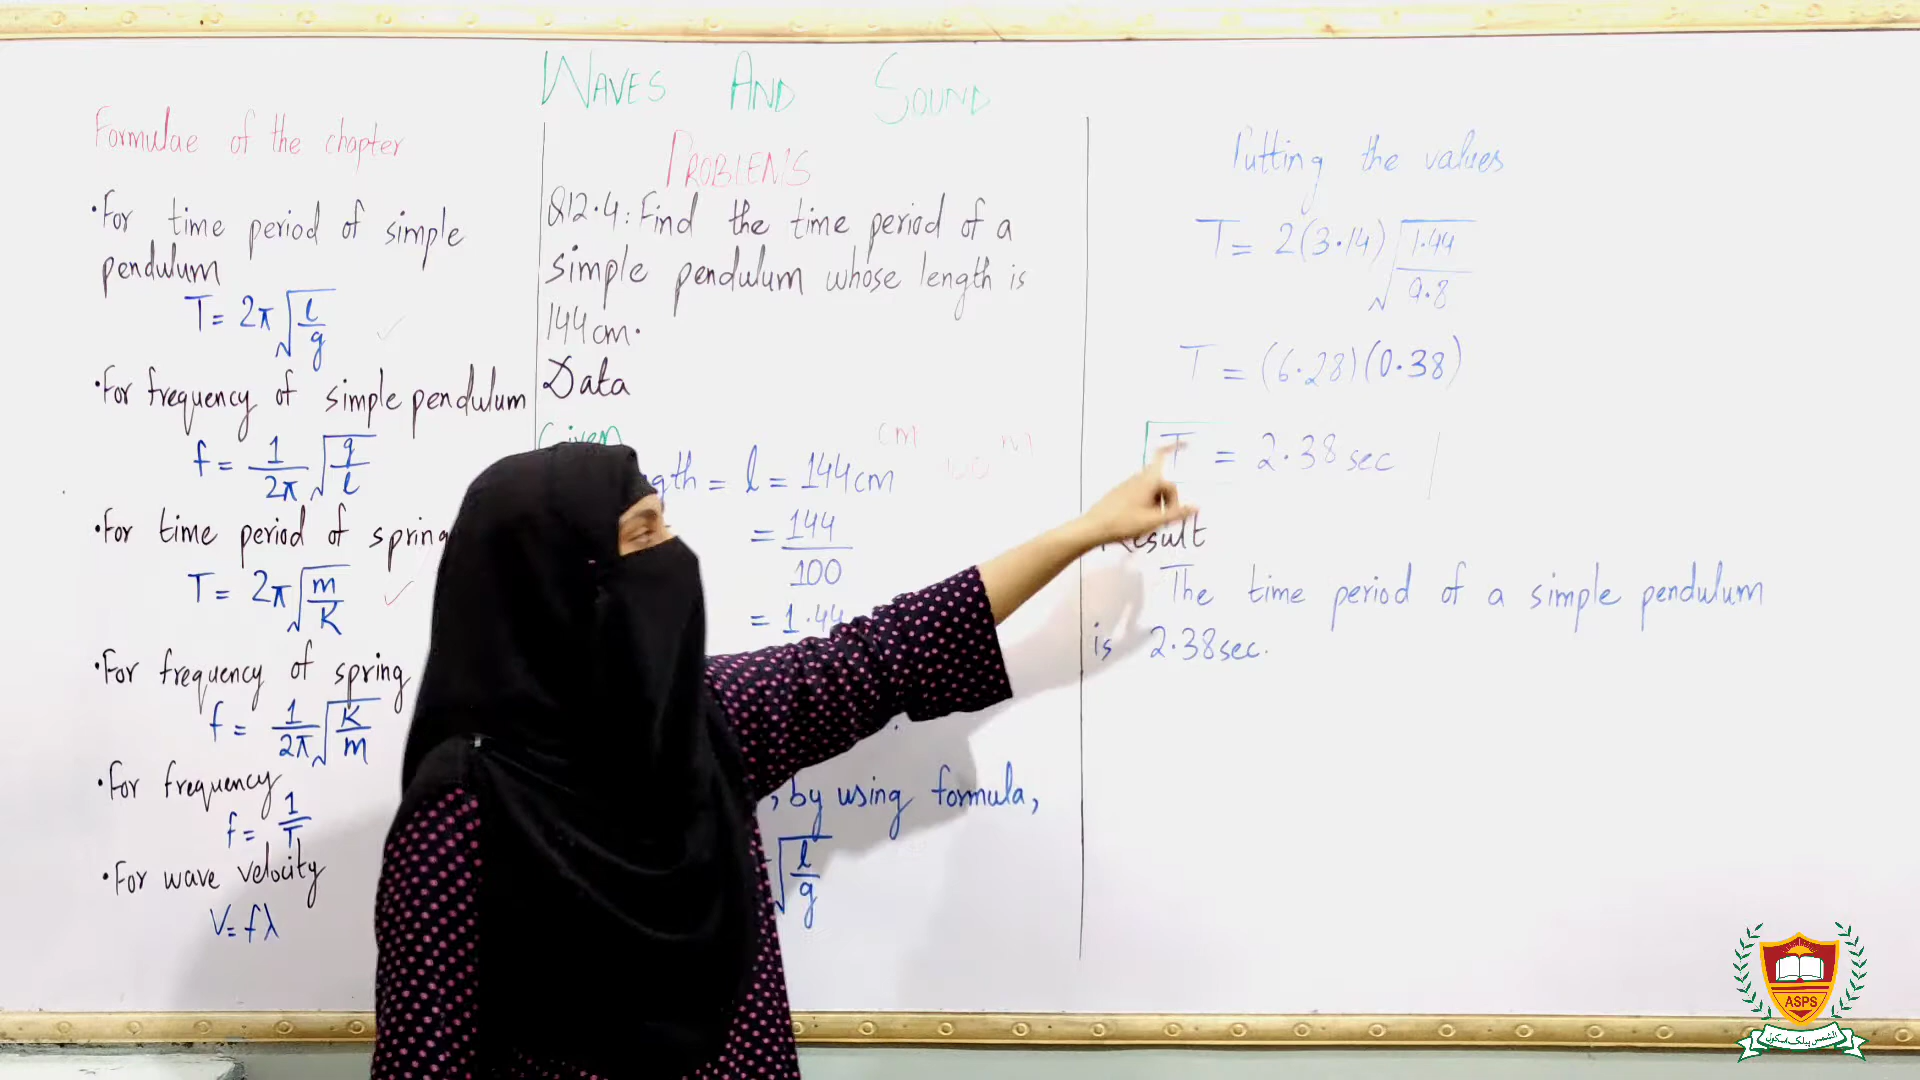 WAVES AND SOUND
Formulae of the chapter
•For time period of simple
pendulum
T= 2π√l/g
•For frequency of simple pendulum
f= 1/2π √g/l
•For time period of spring
T= 2π√m/K
•For frequency of spring
f= 1/2π √K/m
•For frequency
f= 1/T
•For wave velocity
V= fλ
PROBLEMS
Q12.4: Find the time period of a
simple pendulum whose length is
144cm.
Data
Given
cm m
100
= l = 144cm
= 144/100
= 1.44
, by using formula,
√l/g
Putting the values
T= 2(3.14)√1.44/9.8
T = (6.28)(0.38)
T = 2.38 sec
Result
The time period of a simple pendulum
is 2.38sec.
ASPS
الشمس پبلک اسکول